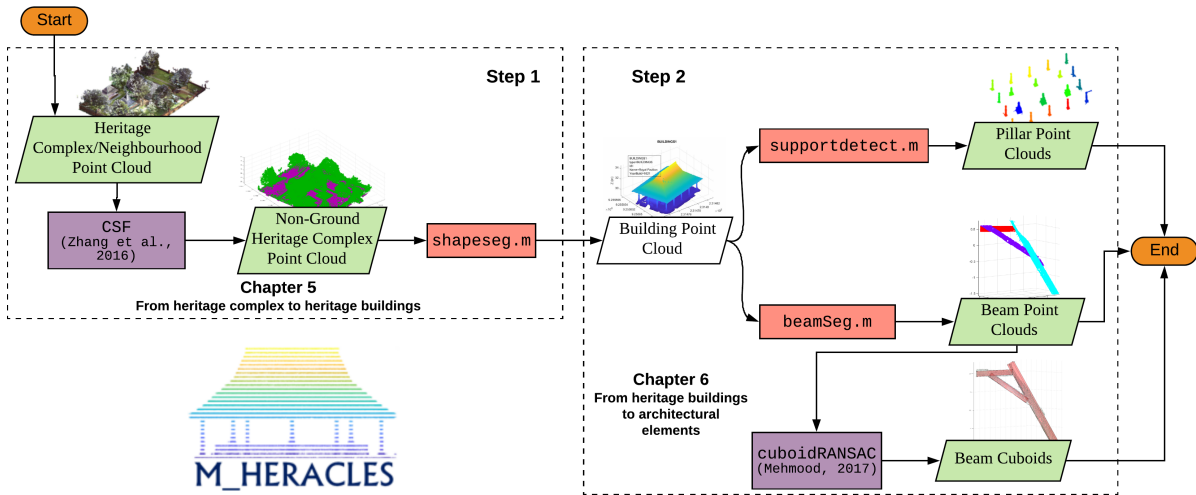 Start
Step 1
Heritage
Complex/Neighbourhood
Point Cloud
CSF
(Zhang et al.,
2016)
Non-Ground
Heritage Complex
Point Cloud
shapeseg.m
Chapter 5
From heritage complex to heritage buildings
M_HERACLES
Step 2
Building Point
Cloud
supportdetect.m
Pillar Point
Clouds
beamSeg.m
Beam Point
Clouds
End
Chapter 6
From heritage buildings
to architectural
elements
cuboidRANSAC
(Mehmood, 2017)
Beam Cuboids